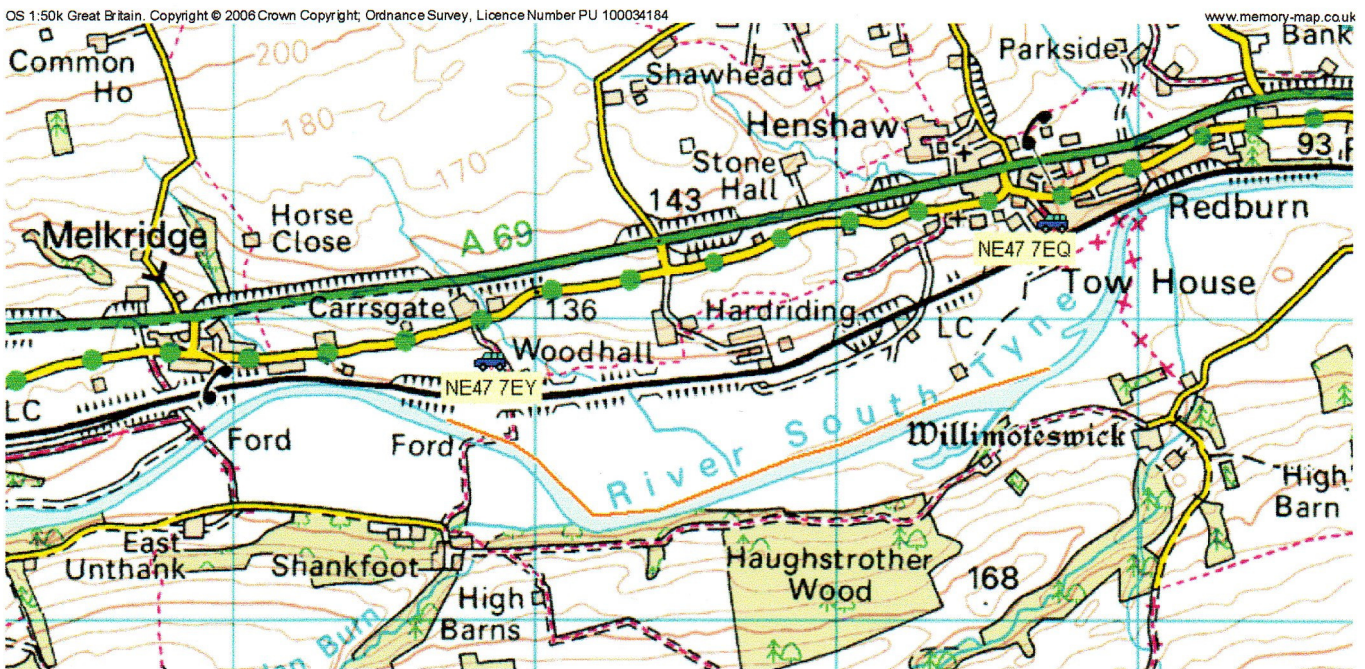 OS 1:50k Great Britain. Copyright © 2006 Crown Copyright; Ordnance Survey, Licence Number PU 100034184
www.memory-map.co.uk
Common
Ho
200
180
170
Shawhead
Parkside
Bank
Henshaw
Stone
Hall
143
93
Melkridge
Horse
Close
A 69
Redburn
NE47 7EQ
Tow House
Carrsgate
136
Hardriding
LC
Woodhall
NE47 7EY
LC
Ford
Ford
River South Tyne
Willimoteswick
High
Barn
East
Unthank
Shankfoot
Haughstrother
Wood
168
High
Barns
Burn